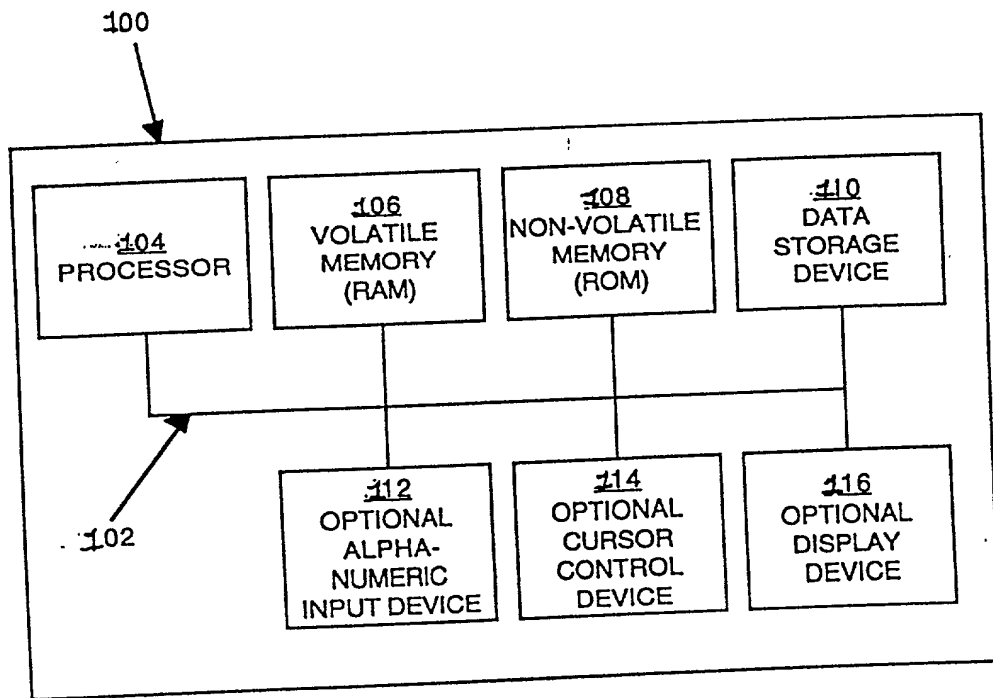 100
104
PROCESSOR
106
VOLATILE
MEMORY
(RAM)
108
NON-VOLATILE
MEMORY
(ROM)
110
DATA
STORAGE
DEVICE
102
112
OPTIONAL
ALPHA-
NUMERIC
INPUT DEVICE
114
OPTIONAL
CURSOR
CONTROL
DEVICE
116
OPTIONAL
DISPLAY
DEVICE